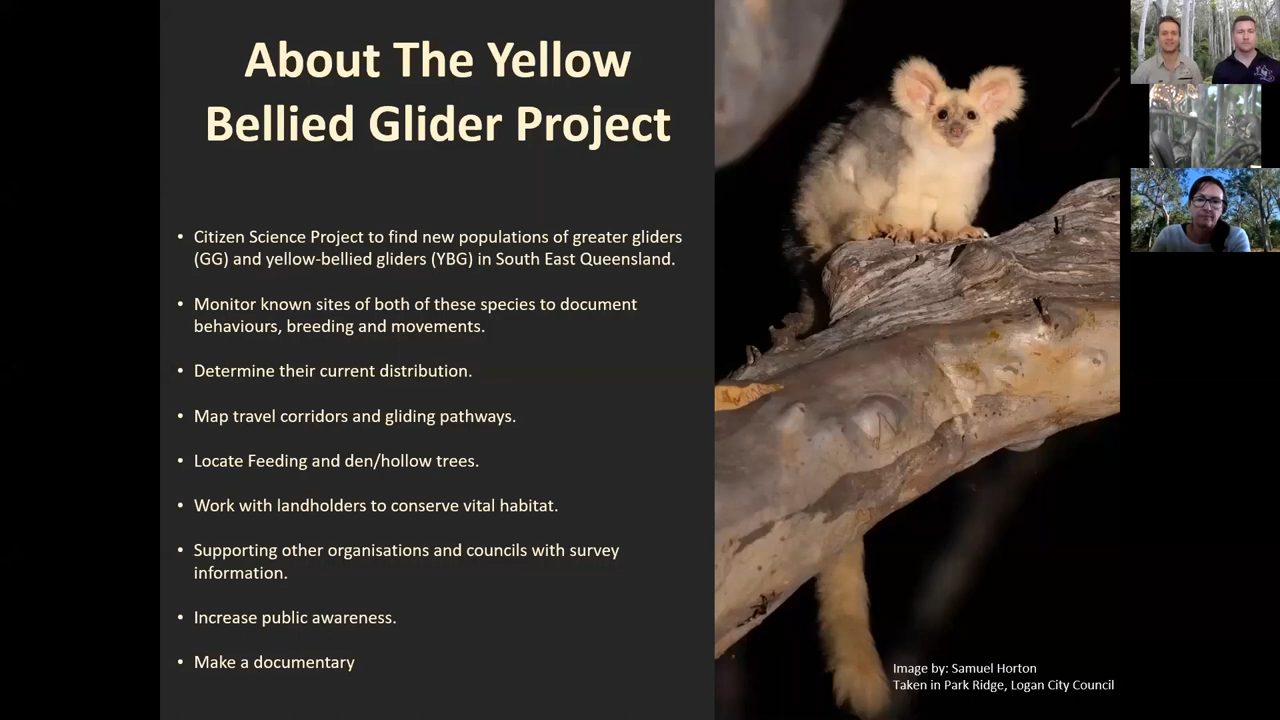 About The Yellow
Bellied Glider Project
• Citizen Science Project to find new populations of greater gliders
(GG) and yellow-bellied gliders (YBG) in South East Queensland.
• Monitor known sites of both of these species to document
behaviours, breeding and movements.
• Determine their current distribution.
• Map travel corridors and gliding pathways.
• Locate Feeding and den/hollow trees.
• Work with landholders to conserve vital habitat.
• Supporting other organisations and councils with survey
information.
• Increase public awareness.
• Make a documentary
Image by: Samuel Horton
Taken in Park Ridge, Logan City Council